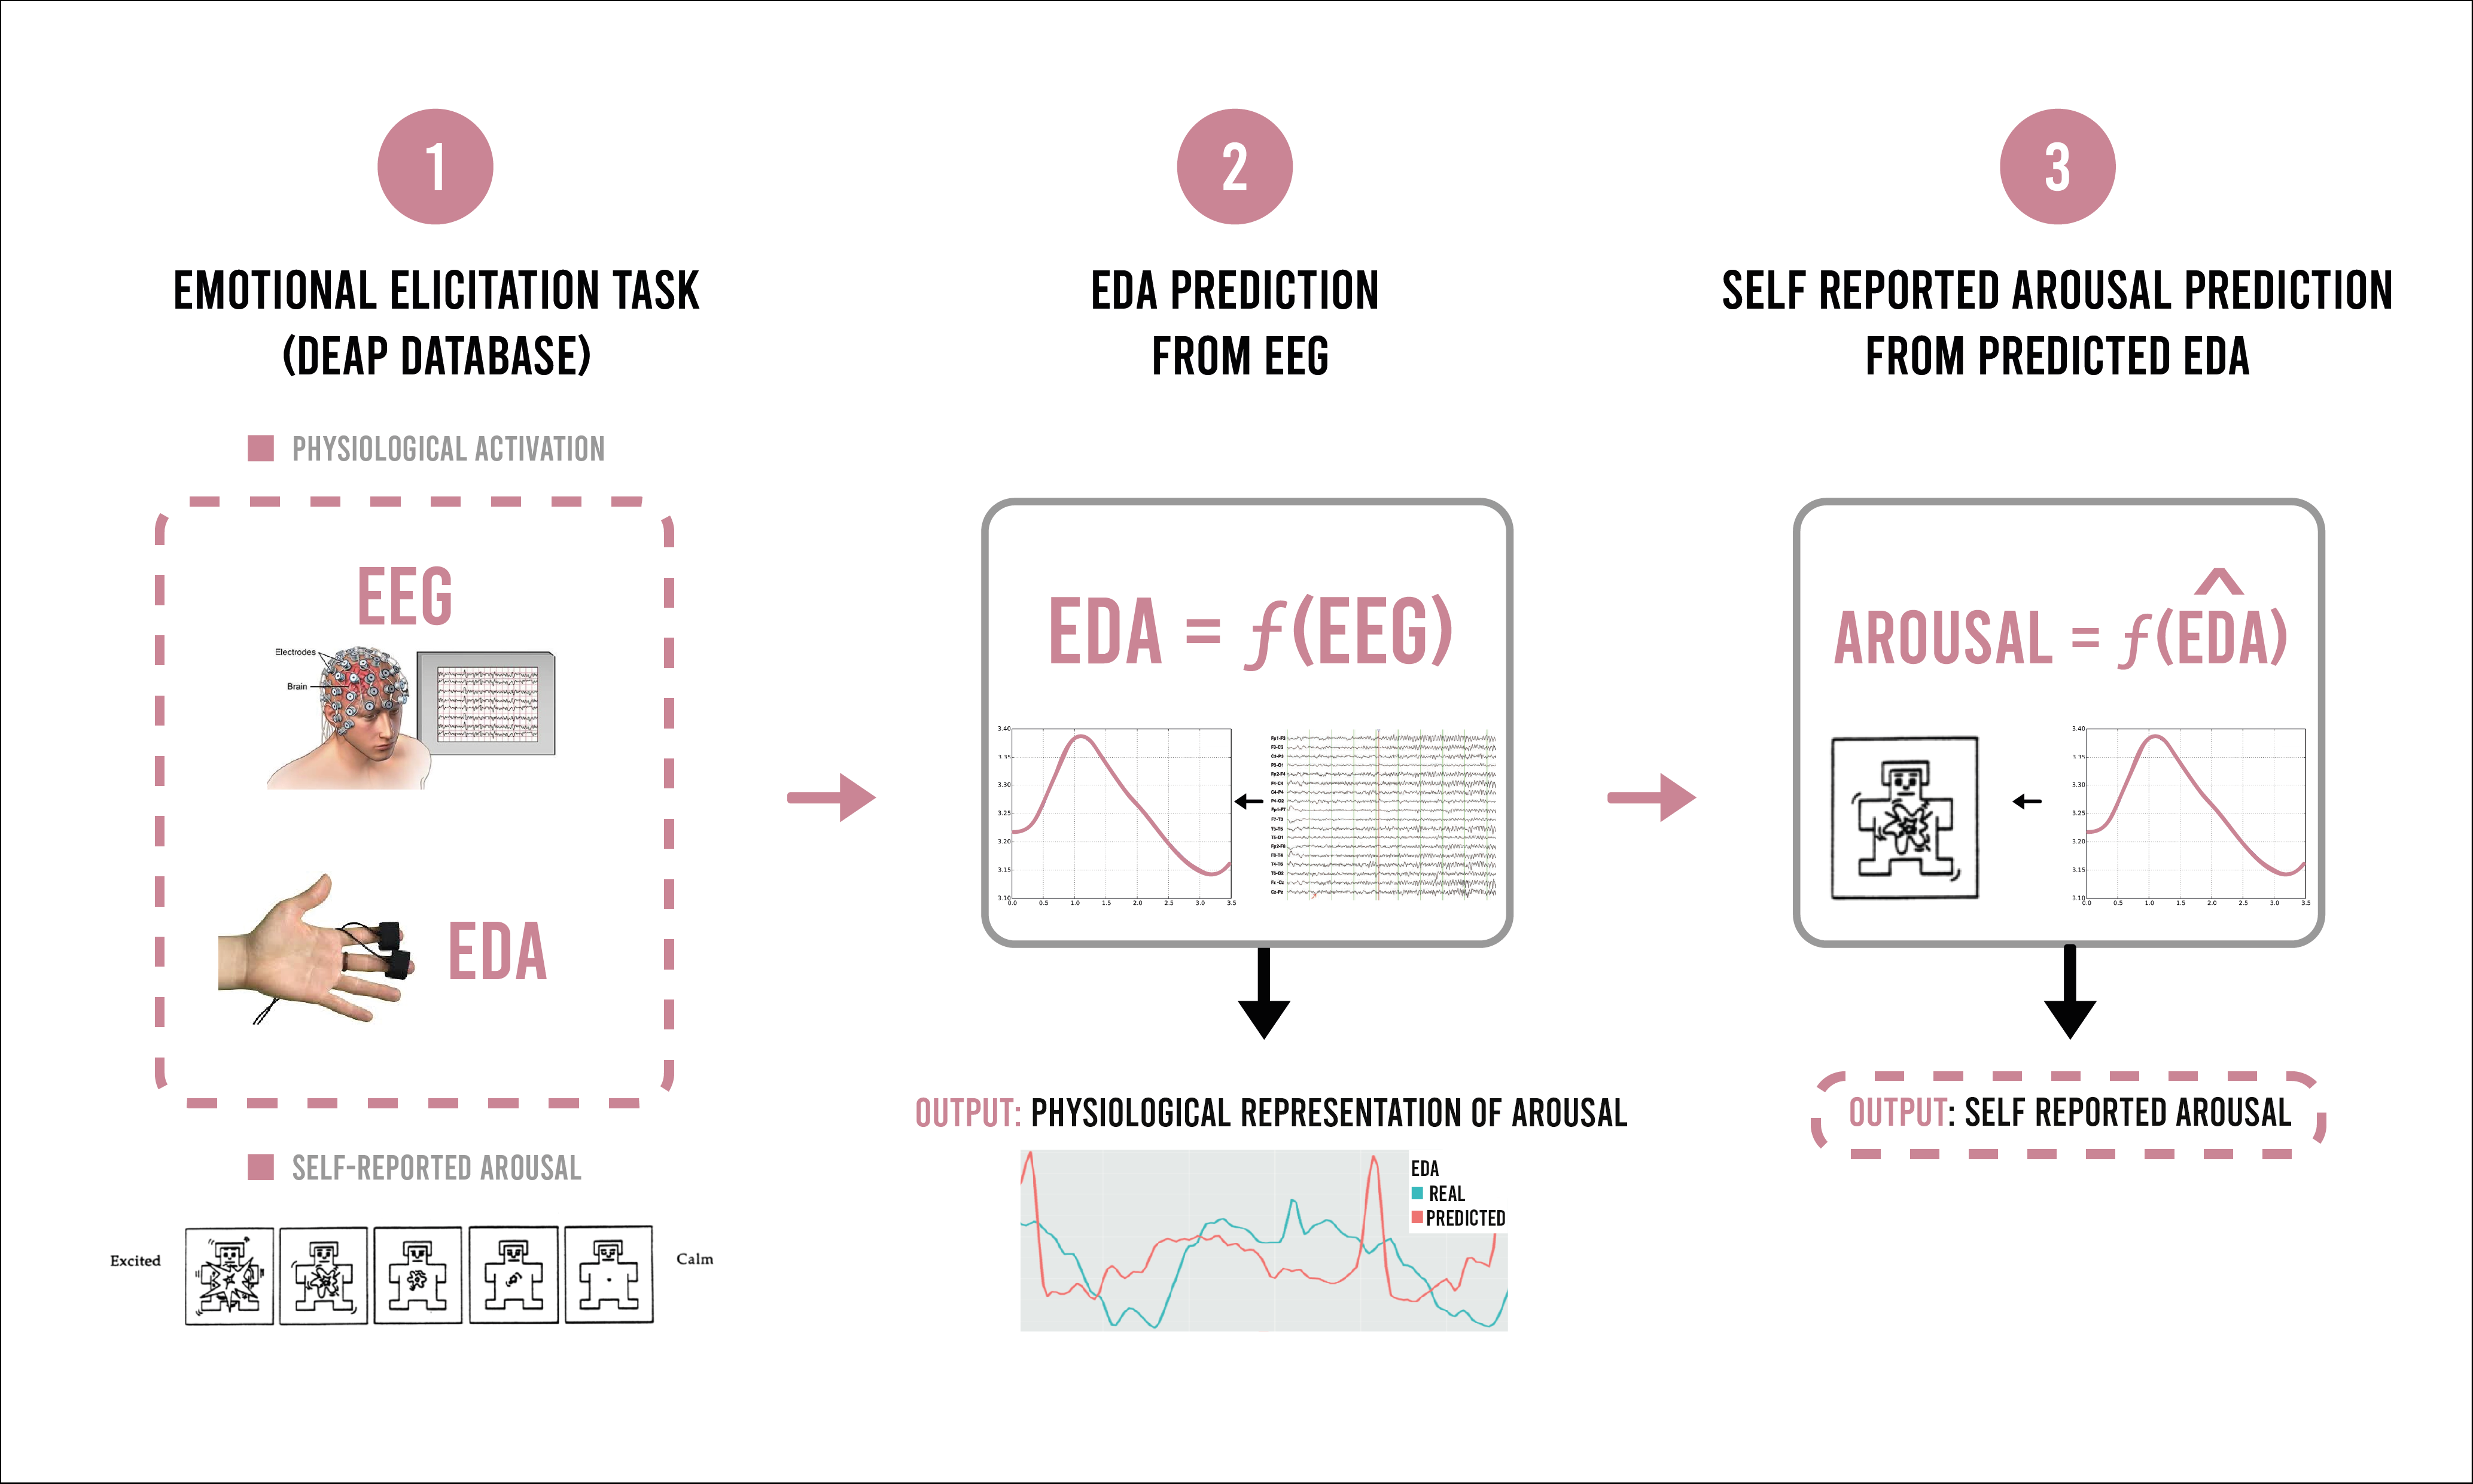 1
EMOTIONAL ELICITATION TASK
(DEAP DATABASE)
PHYSIOLOGICAL ACTIVATION
EEG
Electrodes
Brain
EDA
SELF-REPORTED AROUSAL
Excited
Calm
2
EDA PREDICTION
FROM EEG
EDA = f(EEG)
3.40
3.35
3.30
3.25
3.20
3.15
3.10
0.0 0.5 1.0 1.5 2.0 2.5 3.0 3.5
OUTPUT: PHYSIOLOGICAL REPRESENTATION OF AROUSAL
EDA
REAL
PREDICTED
3
SELF REPORTED AROUSAL PREDICTION
FROM PREDICTED EDA
AROUSAL = f(EDA)
3.40
3.35
3.30
3.25
3.20
3.15
3.10
0.0 0.5 1.0 1.5 2.0 2.5 3.0 3.5
OUTPUT: SELF REPORTED AROUSAL